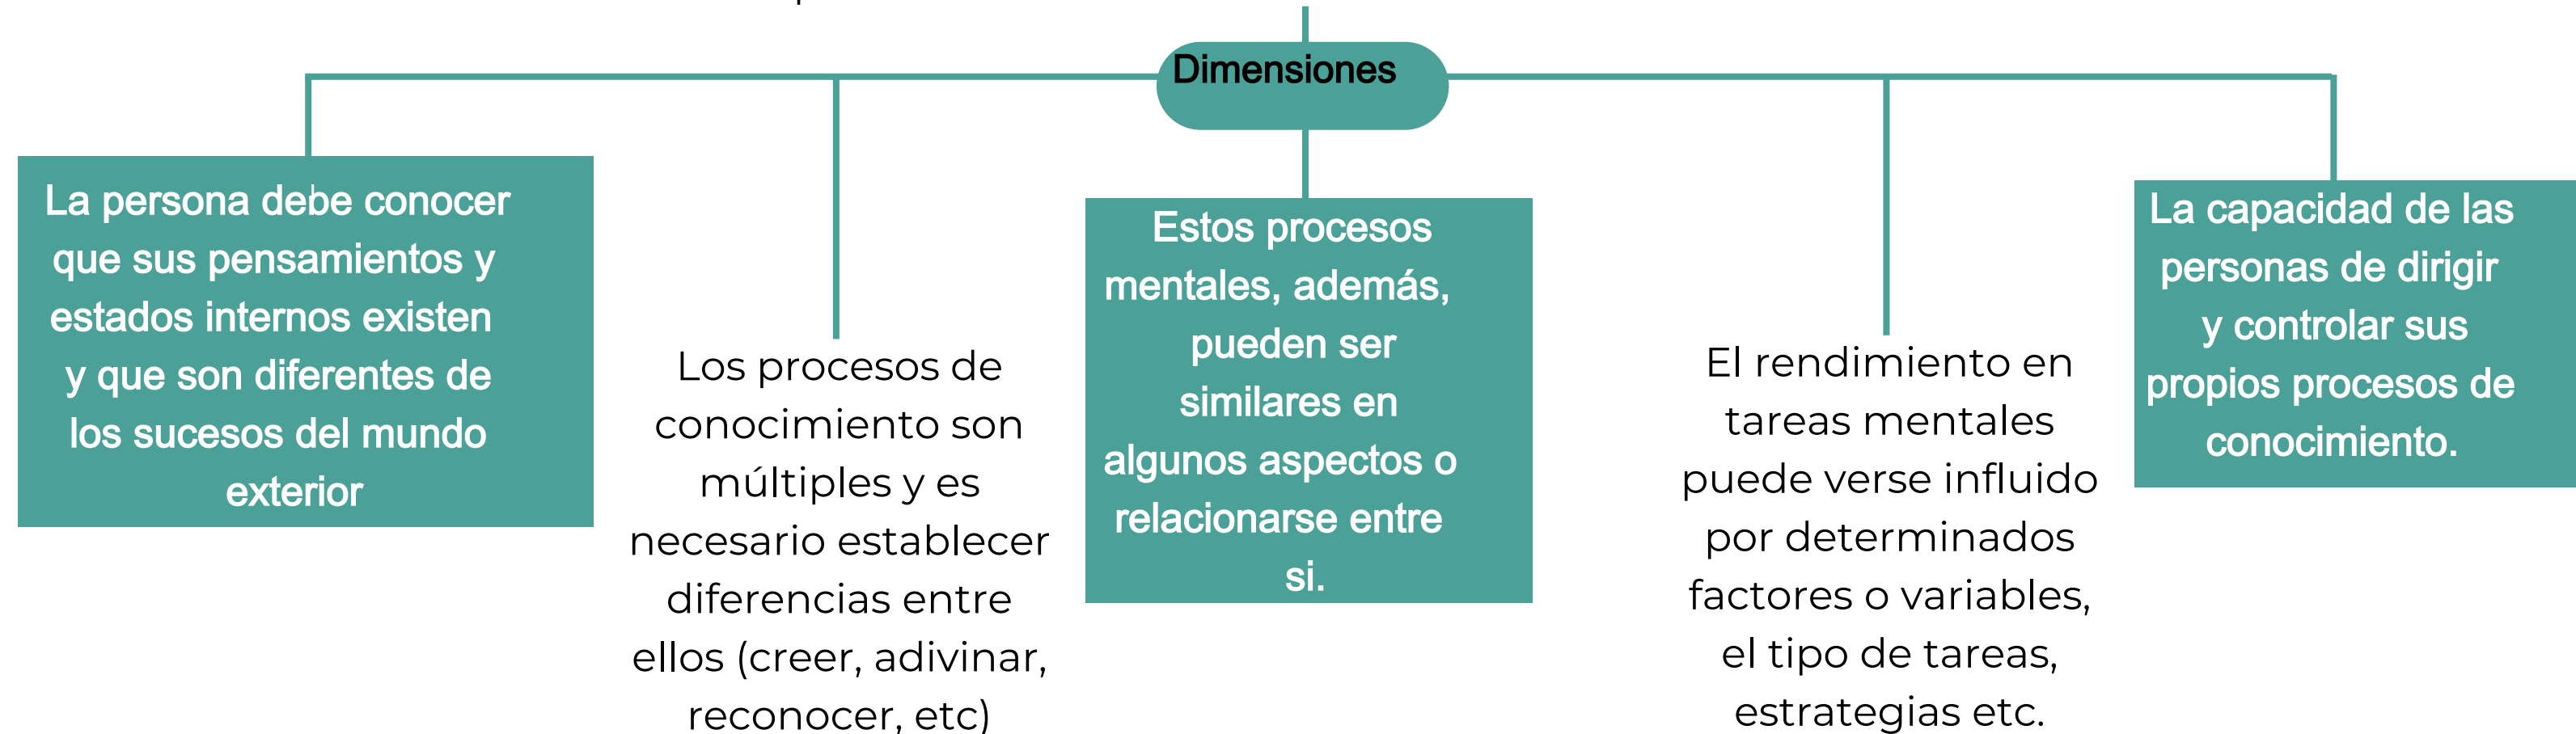 Dimensiones
La persona debe conocer
que sus pensamientos y
estados internos existen
y que son diferentes de
los sucesos del mundo
exterior
Los procesos de
conocimiento son
múltiples y es
necesario establecer
diferencias entre
ellos (creer, adivinar,
reconocer, etc)
Estos procesos
mentales, además,
pueden ser
similares en
algunos aspectos o
relacionarse entre
si.
El rendimiento en
tareas mentales
puede verse influido
por determinados
factores o variables,
el tipo de tareas,
estrategias etc.
La capacidad de las
personas de dirigir
y controlar sus
propios procesos de
conocimiento.